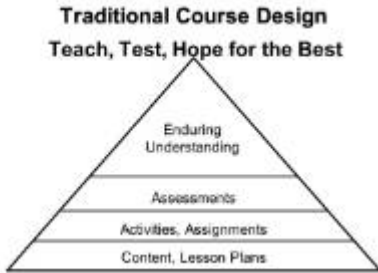 Traditional Course Design
Teach, Test, Hope for the Best
Enduring
Understanding
Assessments
Activities, Assignments
Content, Lesson Plans